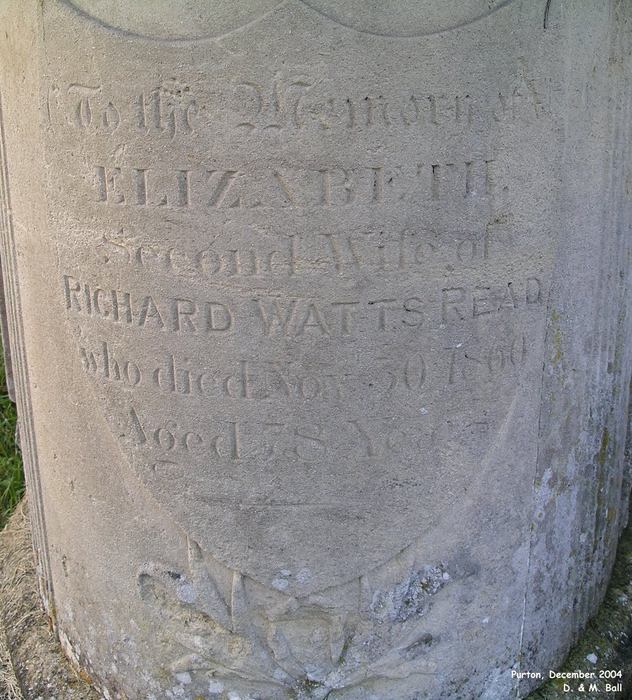 To the Memory of
ELIZABETH
Second Wife of
RICHARD WATTS READ
who died Nov 30 1860
Aged 78 Years
Purton, December 2004
D. & M. Ball